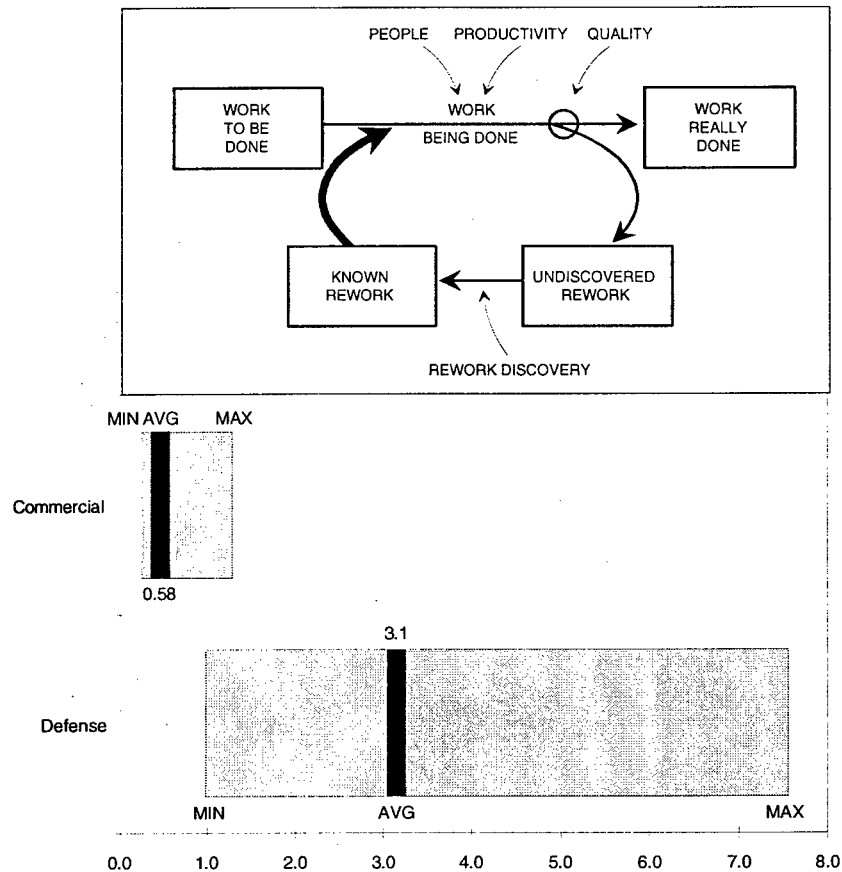 PEOPLE PRODUCTIVITY QUALITY
WORK
TO BE
DONE
WORK
BEING DONE
WORK
REALLY
DONE
KNOWN
REWORK
UNDISCOVERED
REWORK
REWORK DISCOVERY
MIN AVG MAX
Commercial
0.58
3.1
Defense
MIN AVG MAX
0.0 1.0 2.0 3.0 4.0 5.0 6.0 7.0 8.0